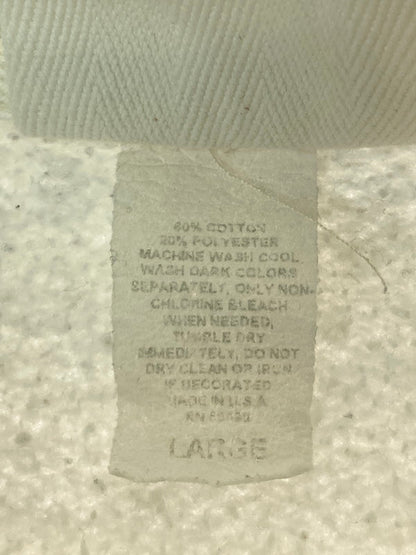 COTTON
20% POLYESTER
MACHINE WASH COOL
WASH DARK COLORS
SEPARATELY, ONLY NON-
CHLORINE BLEACH
WHEN NEEDED,
TUMBLE DRY
IMMEDIATELY, DO NOT
DRY CLEAN OR IRON
IF DECORATED
MADE IN U.S.A.
RN
LARGE